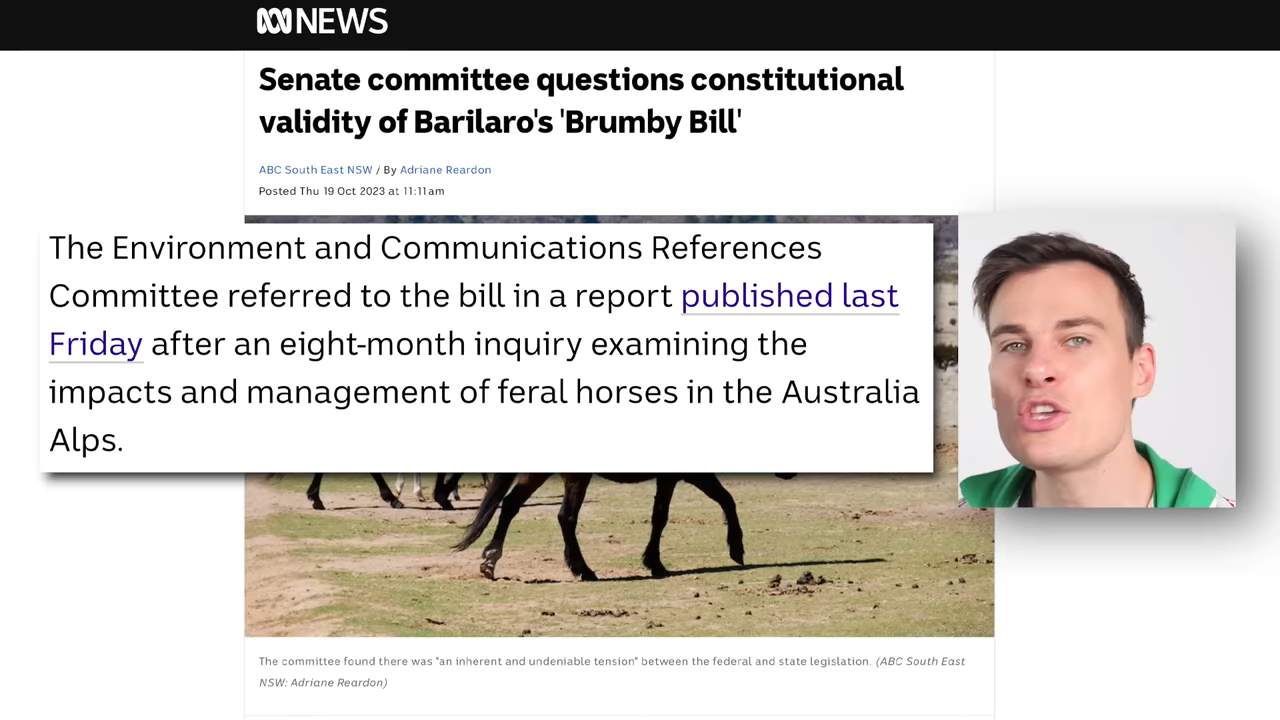 NEWS
Senate committee questions constitutional
validity of Barilaro's 'Brumby Bill'
ABC South East NSW / By Adriane Reardon
Posted Thu 19 Oct 2023 at 11:11am
The Environment and Communications References
Committee referred to the bill in a report published last
Friday after an eight-month inquiry examining the
impacts and management of feral horses in the Australia
Alps.
The committee found there was "an inherent and undeniable tension" between the federal and state legislation. (ABC South East
NSW: Adriane Reardon)